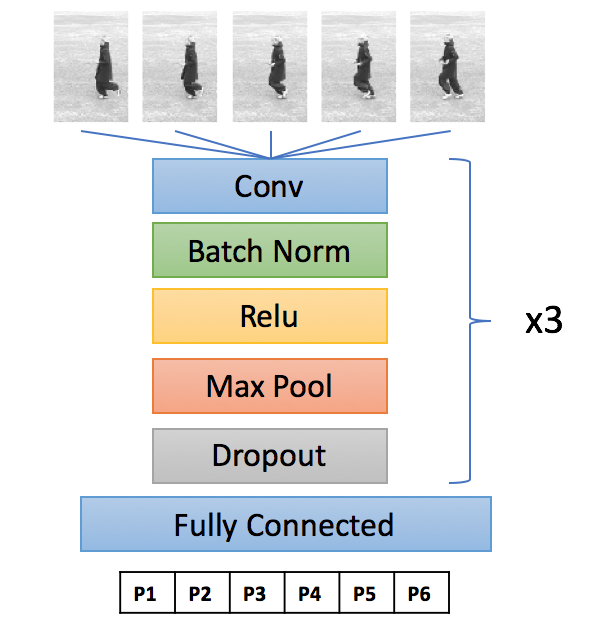 Conv
Batch Norm
Relu
Max Pool
Dropout
x3
Fully Connected
P1 P2 P3 P4 P5 P6